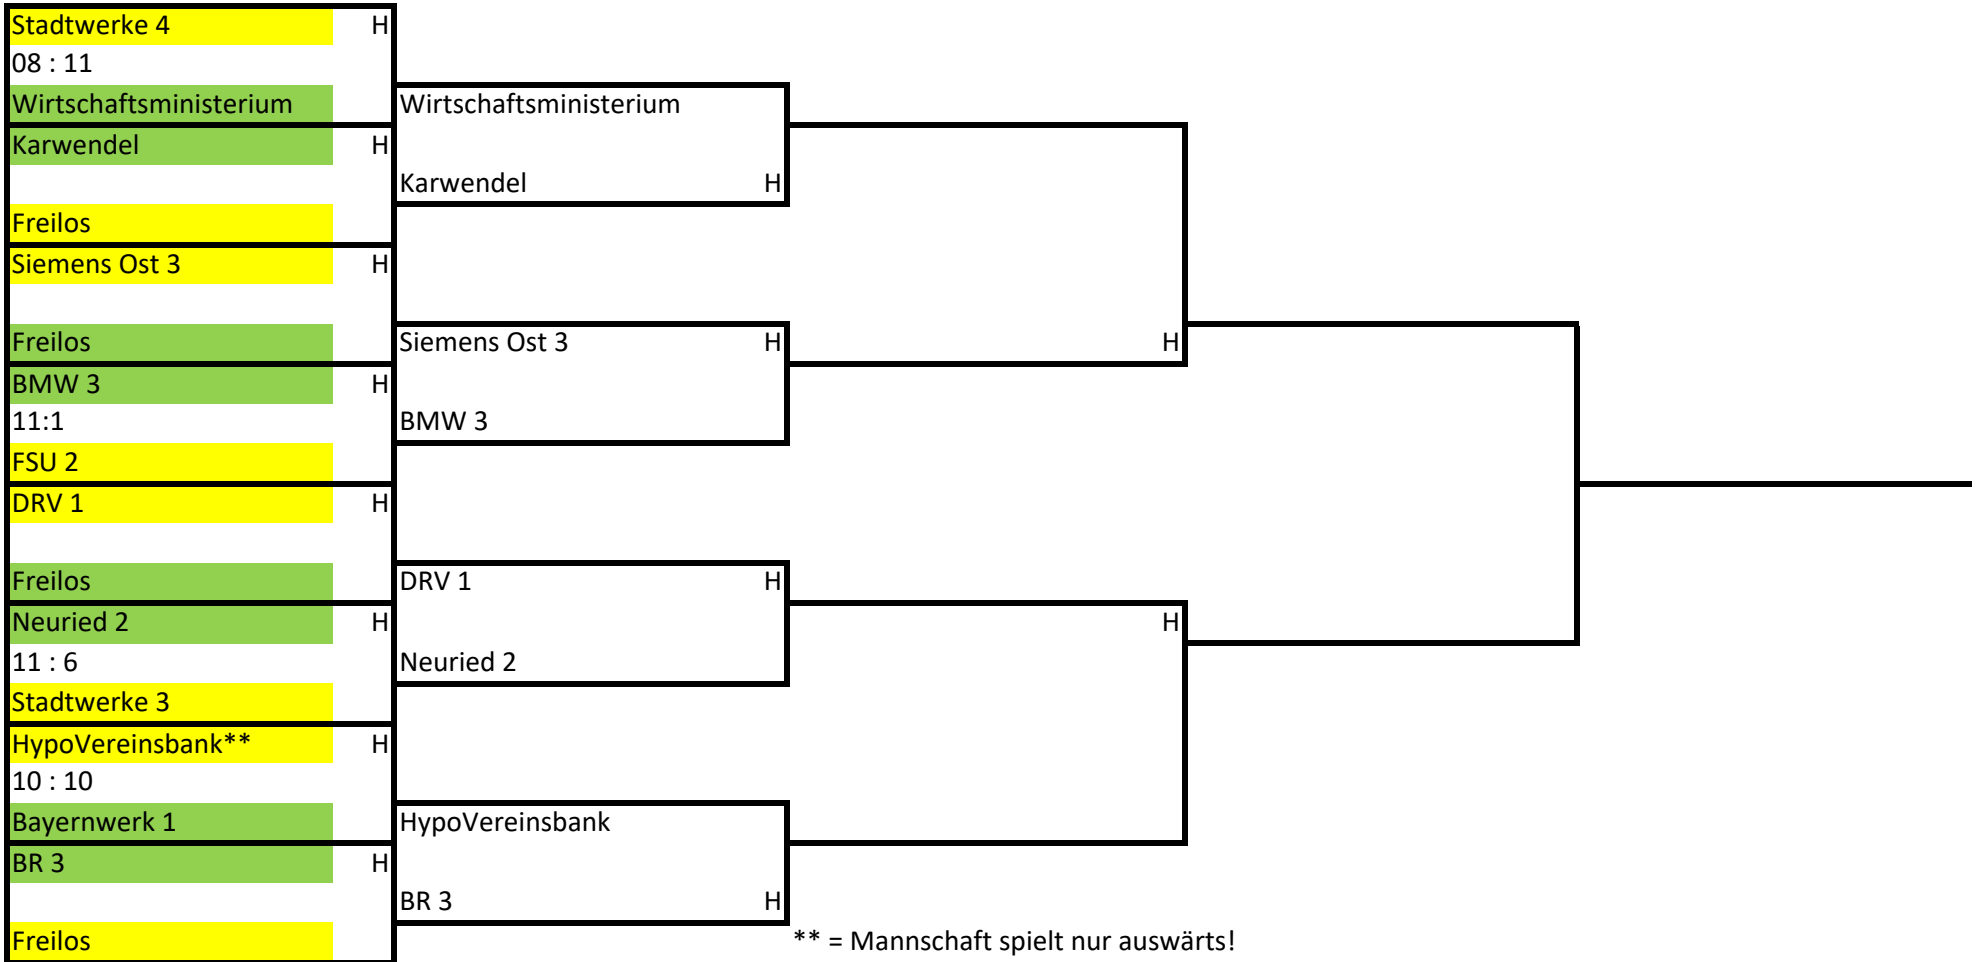 Stadtwerke 4 H
08 : 11
Wirtschaftsministerium
Karwendel H
Freilos
Siemens Ost 3 H
Freilos
BMW 3 H
11:1
FSU 2
DRV 1 H
Freilos
Neuried 2 H
11 : 6
Stadtwerke 3
HypoVereinsbank** H
10 : 10
Bayernwerk 1
BR 3 H
Freilos
Wirtschaftsministerium
Karwendel H
Siemens Ost 3 H
BMW 3
DRV 1 H
Neuried 2
HypoVereinsbank
BR 3 H
H
H
** = Mannschaft spielt nur auswärts!